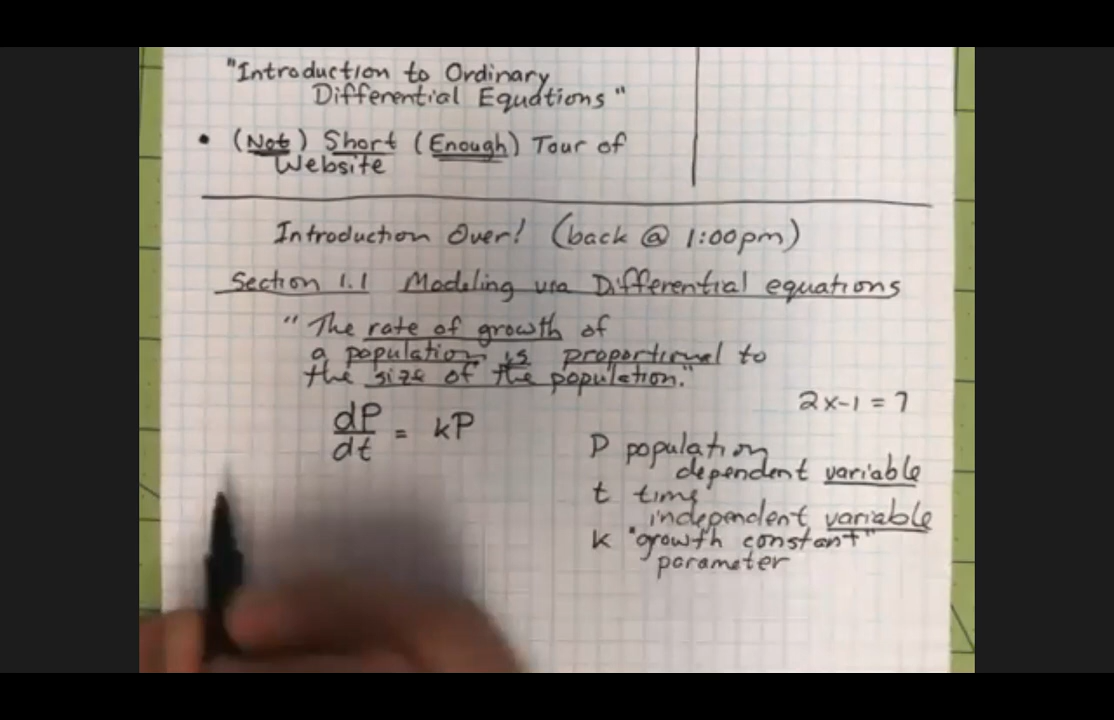 "Introduction to Ordinary
Differential Equations"
• (Not) Short (Enough) Tour of
Website
Introduction Over! (back @ 1:00pm)
Section 1.1 Modeling via Differential equations
"The rate of growth of
a population is proportional to
the size of the population."
2x-1 = 7
dP/dt = kP
P population
dependent variable
t time
independent variable
k "growth constant"
parameter